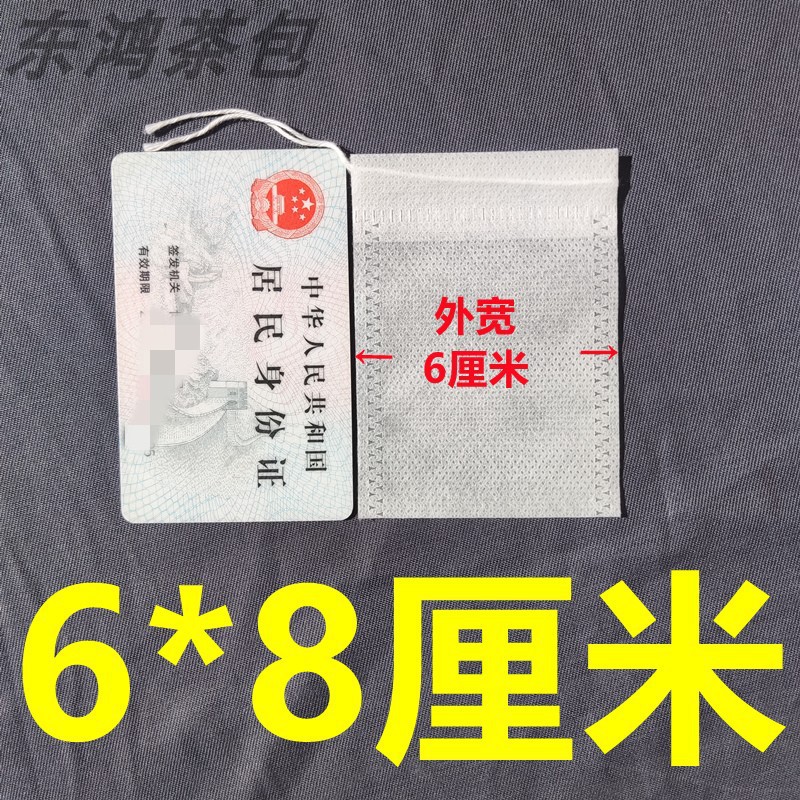 东鸿茶包
中华人民共和国
居民身份证
签发机关
有效期限
外宽
6厘米
6*8厘米